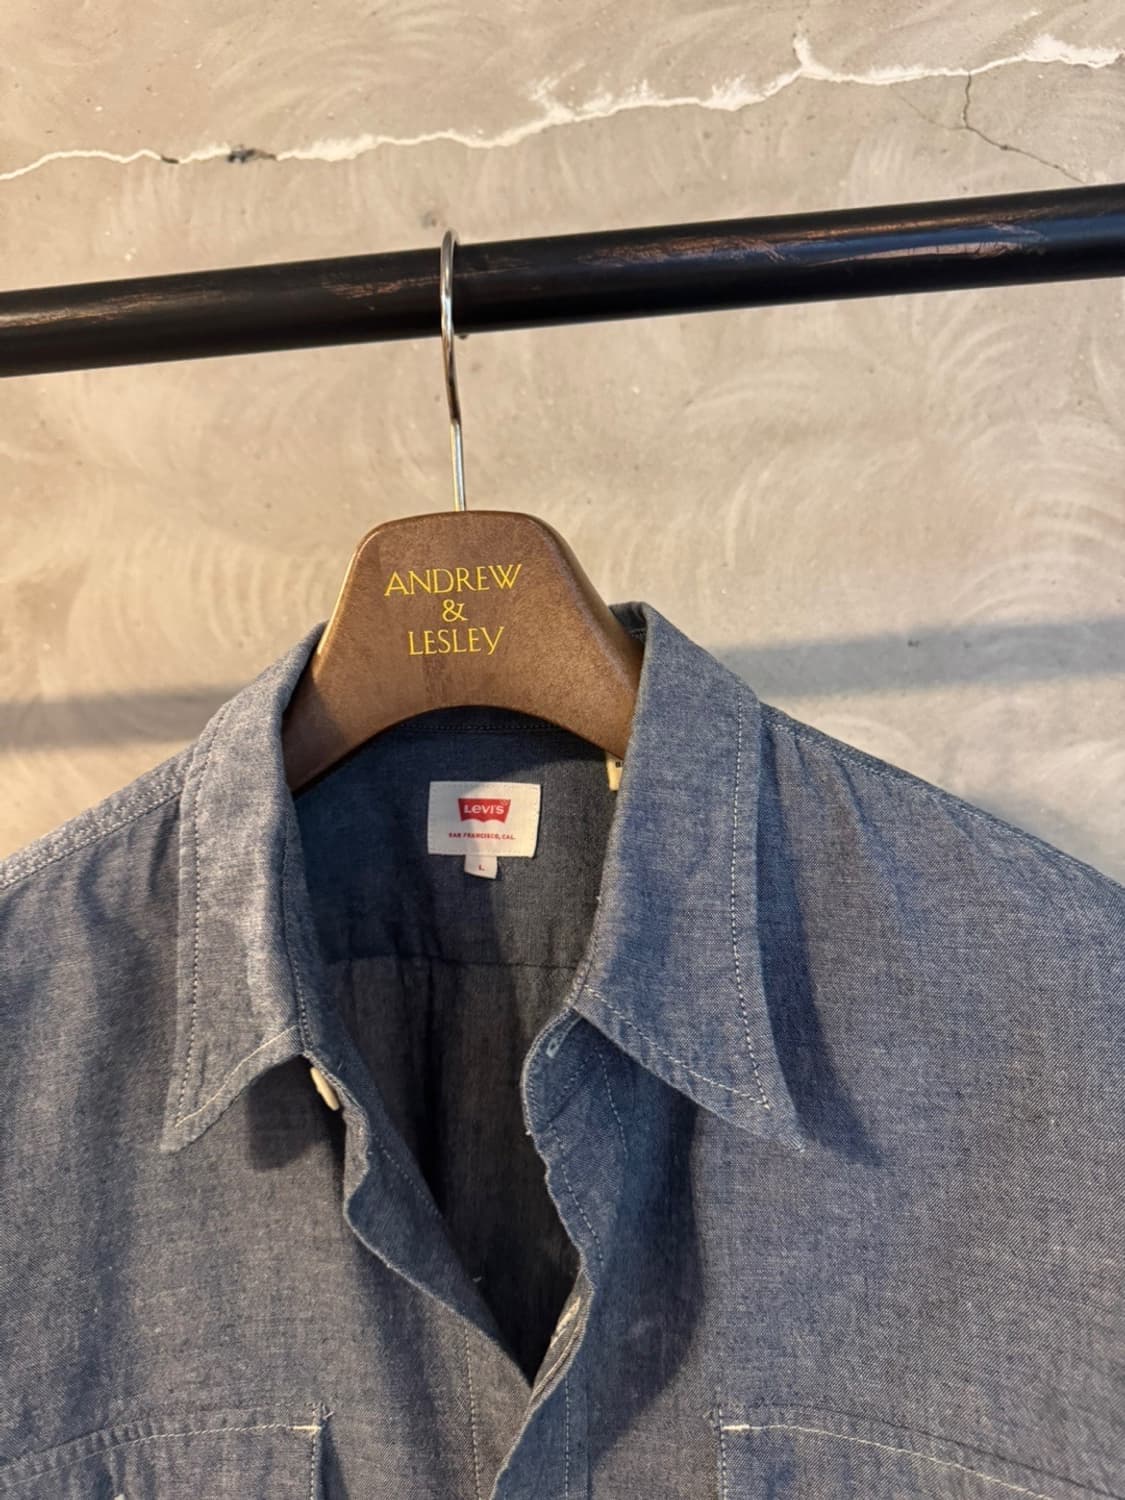 ANDREW
&
LESLEY
Levi's
SAN FRANCISCO, CAL.
L